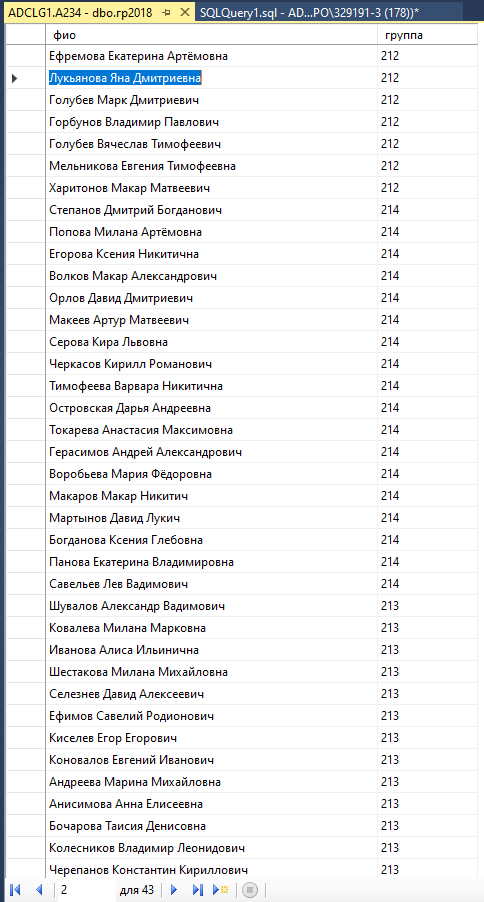 ADCLG1.A234 - dbo.rp2018 SQLQuery1.sql - AD...PO\329191-3 (178))*
фио группа
Ефремова Екатерина Артёмовна 212
Лукьянова Яна Дмитриевна 212
Голубев Марк Дмитриевич 212
Горбунов Владимир Павлович 212
Голубев Вячеслав Тимофеевич 212
Мельникова Евгения Тимофеевна 212
Харитонов Макар Матвеевич 212
Степанов Дмитрий Богданович 214
Попова Милана Артёмовна 214
Егорова Ксения Никитична 214
Волков Макар Александрович 214
Орлов Давид Дмитриевич 214
Макеев Артур Матвеевич 214
Серова Кира Львовна 214
Черкасов Кирилл Романович 214
Тимофеева Варвара Никитична 214
Островская Дарья Андреевна 214
Токарева Анастасия Максимовна 214
Герасимов Андрей Александрович 214
Воробьева Мария Фёдоровна 214
Макаров Макар Никитич 214
Мартынов Давид Лукич 214
Богданова Ксения Глебовна 214
Панова Екатерина Владимировна 214
Савельев Лев Вадимович 214
Шувалов Александр Вадимович 213
Ковалева Милана Марковна 213
Иванова Алиса Ильинична 213
Шестакова Милана Михайловна 213
Селезнев Давид Алексеевич 213
Ефимов Савелий Родионович 213
Киселев Егор Егорович 213
Коновалов Евгений Иванович 213
Андреева Марина Михайловна 213
Анисимова Анна Елисеевна 213
Бочарова Таисия Денисовна 213
Колесников Владимир Леонидович 213
Черепанов Константин Кириллович 213
2 для 43